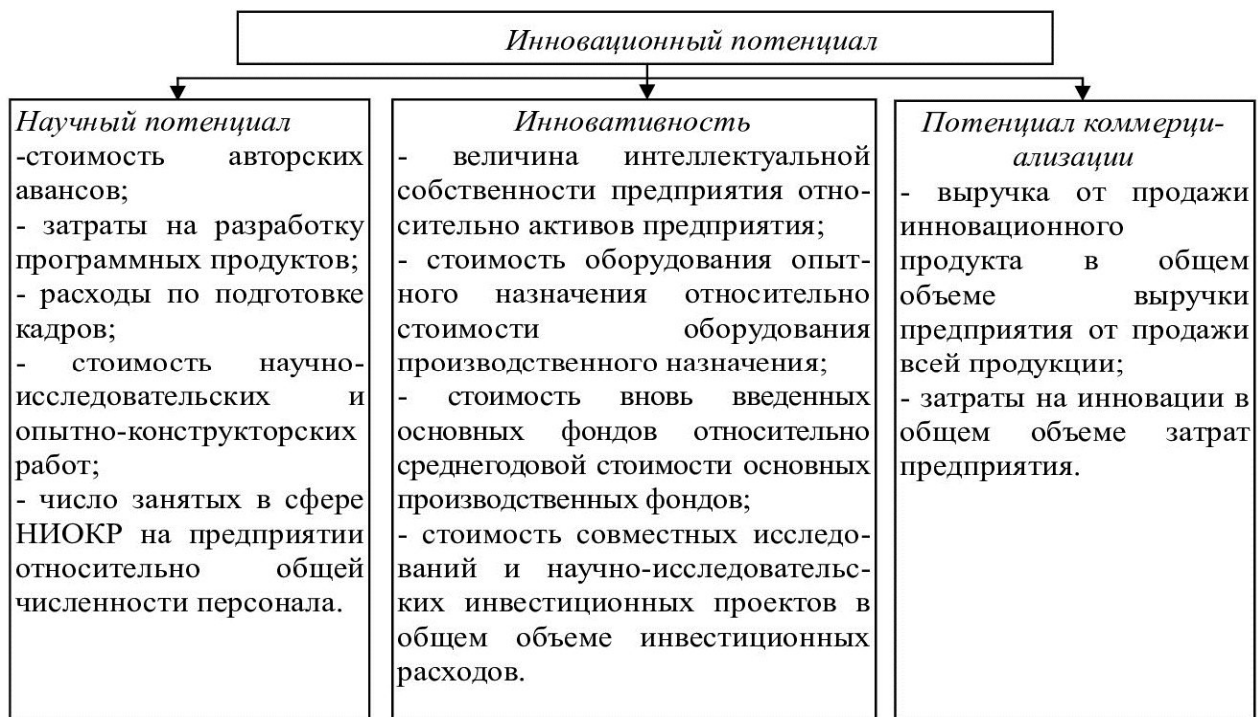 Инновационный потенциал
Научный потенциал
-стоимость авторских
авансов;
- затраты на разработку
программных продуктов;
- расходы по подготовке
кадров;
- стоимость научно-
исследовательских и
опытно-конструкторских
работ;
- число занятых в сфере
НИОКР на предприятии
относительно общей
численности персонала.
Инновативность
- величина интеллектуальной
собственности предприятия отно-
сительно активов предприятия;
- стоимость оборудования опыт-
ного назначения относительно
стоимости оборудования
производственного назначения;
- стоимость вновь введенных
основных фондов относительно
среднегодовой стоимости основных
производственных фондов;
- стоимость совместных исследо-
ваний и научно-исследовательс-
ких инвестиционных проектов в
общем объеме инвестиционных
расходов.
Потенциал коммерци-
ализации
- выручка от продажи
инновационного
продукта в общем
объеме выручки
предприятия от продажи
всей продукции;
- затраты на инновации в
общем объеме затрат
предприятия.